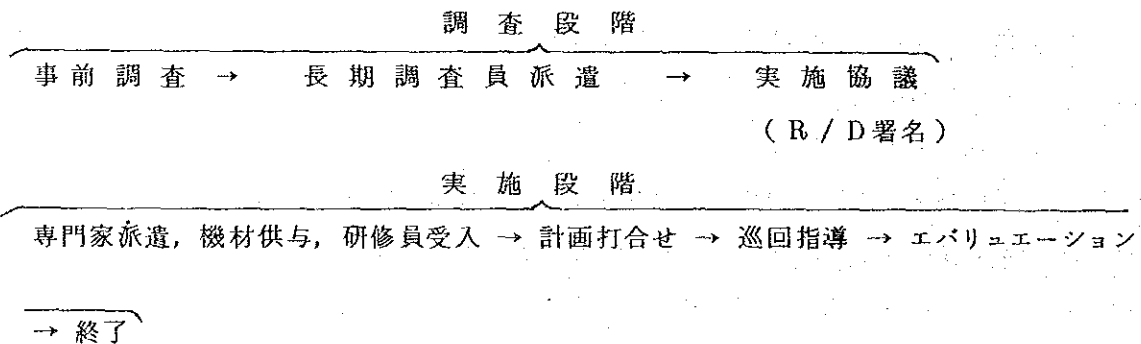 調査段階
事前調査 → 長期調査員派遣 → 実施協議
(R/D署名)
実施段階
専門家派遣, 機材供与, 研修員受入 → 計画打合せ → 巡回指導 → エバリュエーション
→ 終了